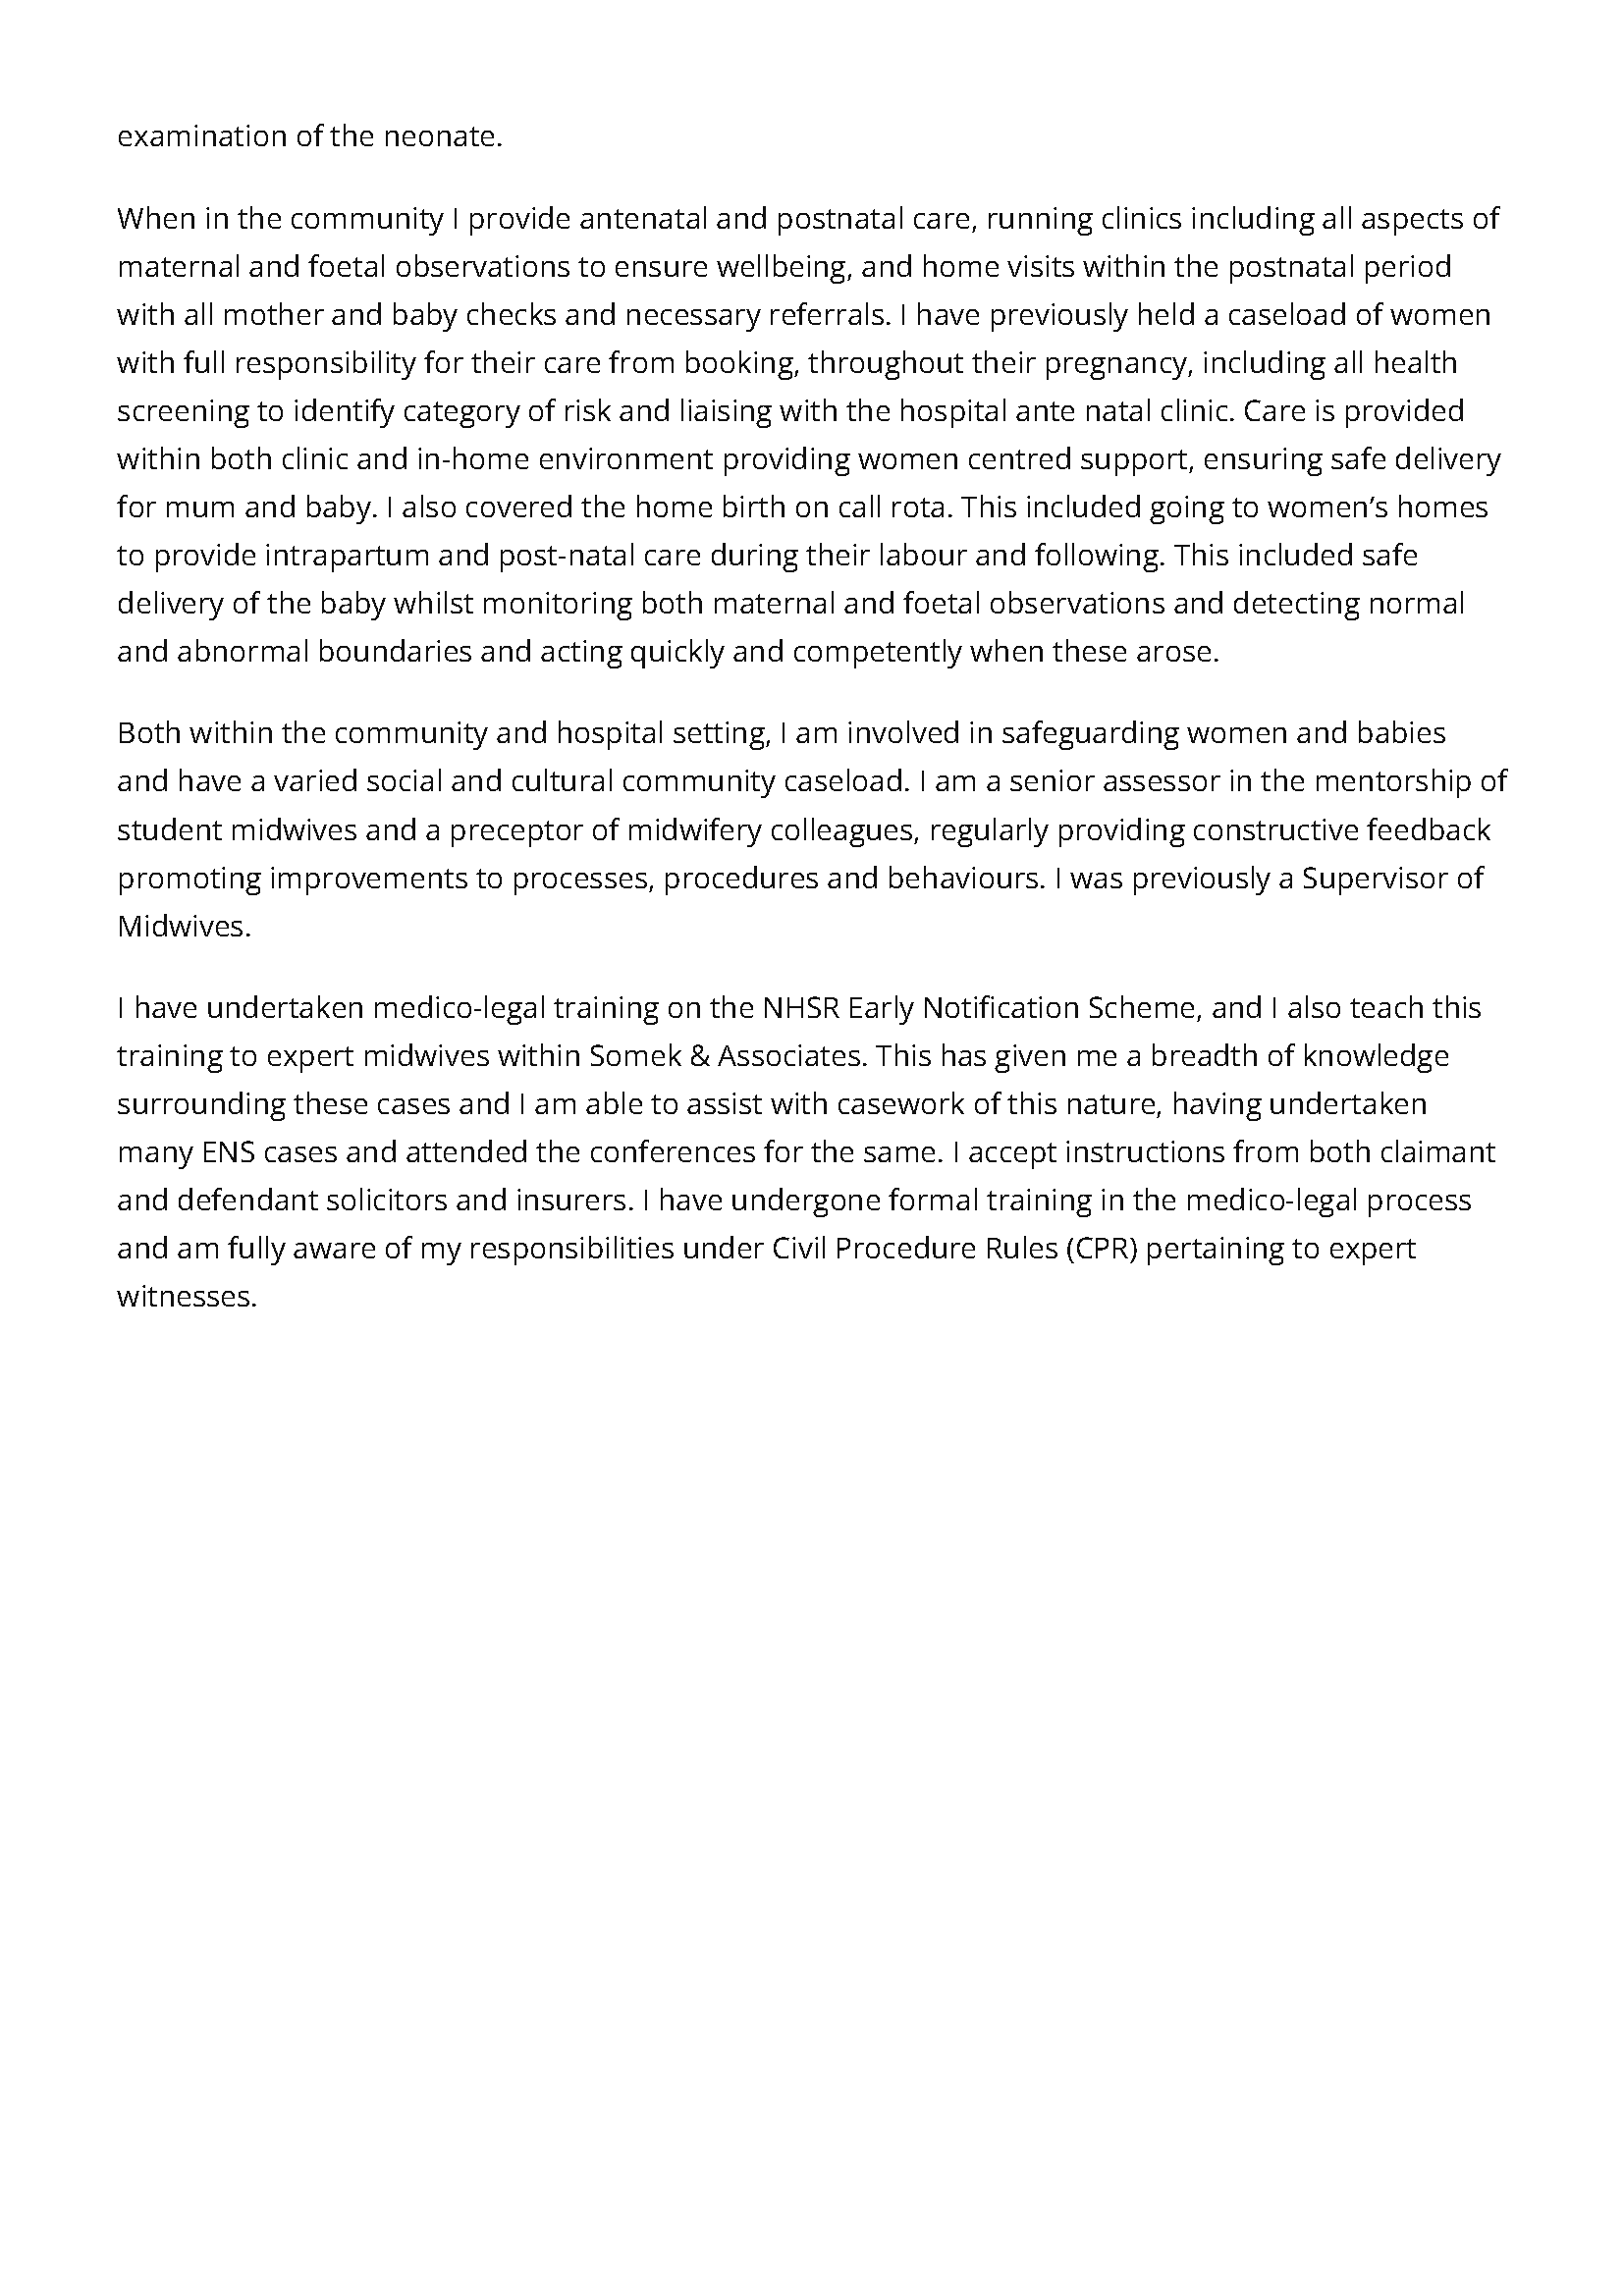 examination of the neonate.
When in the community I provide antenatal and postnatal care, running clinics including all aspects of
maternal and foetal observations to ensure wellbeing, and home visits within the postnatal period
with all mother and baby checks and necessary referrals. I have previously held a caseload of women
with full responsibility for their care from booking, throughout their pregnancy, including all health
screening to identify category of risk and liaising with the hospital ante natal clinic. Care is provided
within both clinic and in-home environment providing women centred support, ensuring safe delivery
for mum and baby. I also covered the home birth on call rota. This included going to women’s homes
to provide intrapartum and post-natal care during their labour and following. This included safe
delivery of the baby whilst monitoring both maternal and foetal observations and detecting normal
and abnormal boundaries and acting quickly and competently when these arose.
Both within the community and hospital setting, I am involved in safeguarding women and babies
and have a varied social and cultural community caseload. I am a senior assessor in the mentorship of
student midwives and a preceptor of midwifery colleagues, regularly providing constructive feedback
promoting improvements to processes, procedures and behaviours. I was previously a Supervisor of
Midwives.
I have undertaken medico-legal training on the NHSR Early Notification Scheme, and I also teach this
training to expert midwives within Somek & Associates. This has given me a breadth of knowledge
surrounding these cases and I am able to assist with casework of this nature, having undertaken
many ENS cases and attended the conferences for the same. I accept instructions from both claimant
and defendant solicitors and insurers. I have undergone formal training in the medico-legal process
and am fully aware of my responsibilities under Civil Procedure Rules (CPR) pertaining to expert
witnesses.